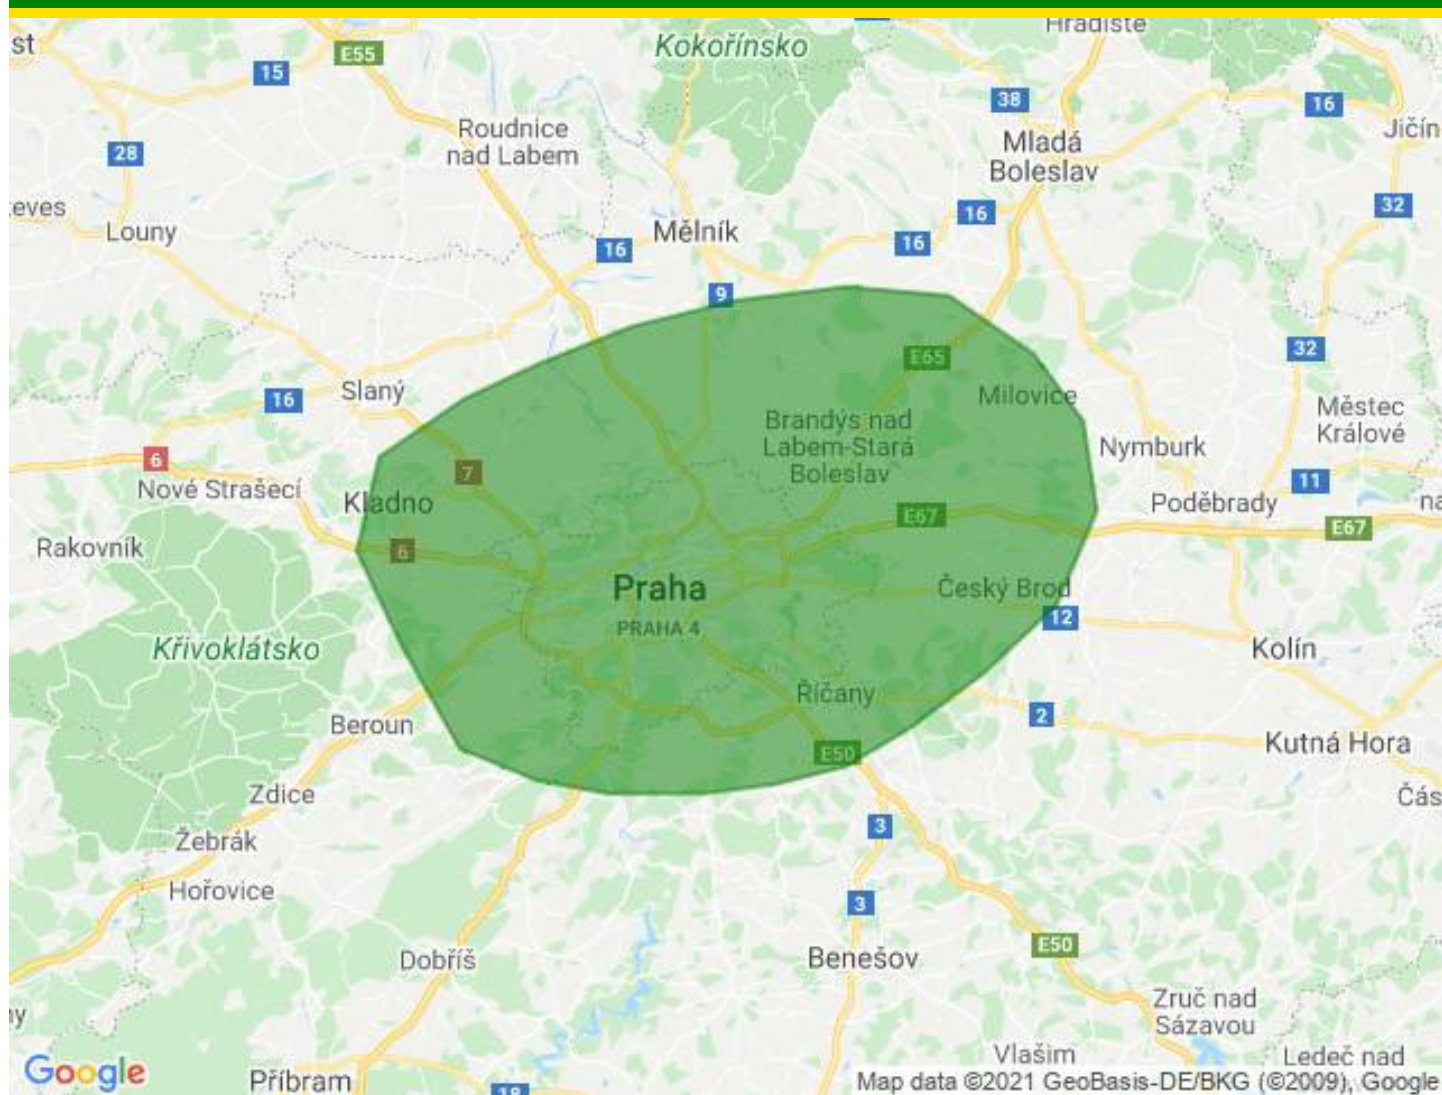 Hradiště
st
Kokořínsko
E55
15
38
16
Roudnice
nad Labem
Jičín
Mladá
Boleslav
28
32
eves
16
Louny
Mělník
16
16
9
32
E65
Slaný
16
Milovice
Městec
Králové
Brandýs nad
Labem-Stará
Boleslav
Nymburk
6
7
11
Nové Strašecí
Kladno
Poděbrady
na
E67
E67
Rakovník
6
Praha
Český Brod
PRAHA 4
12
Křivoklátsko
Kolín
Říčany
2
Beroun
Kutná Hora
E50
Zdice
Čás
3
Žebrák
Hořovice
3
E50
Dobříš
Benešov
Zruč nad
Sázavou
Vlašim
Ledeč nad
Google
Příbram
18
Map data ©2021 GeoBasis-DE/BKG (©2009), Google